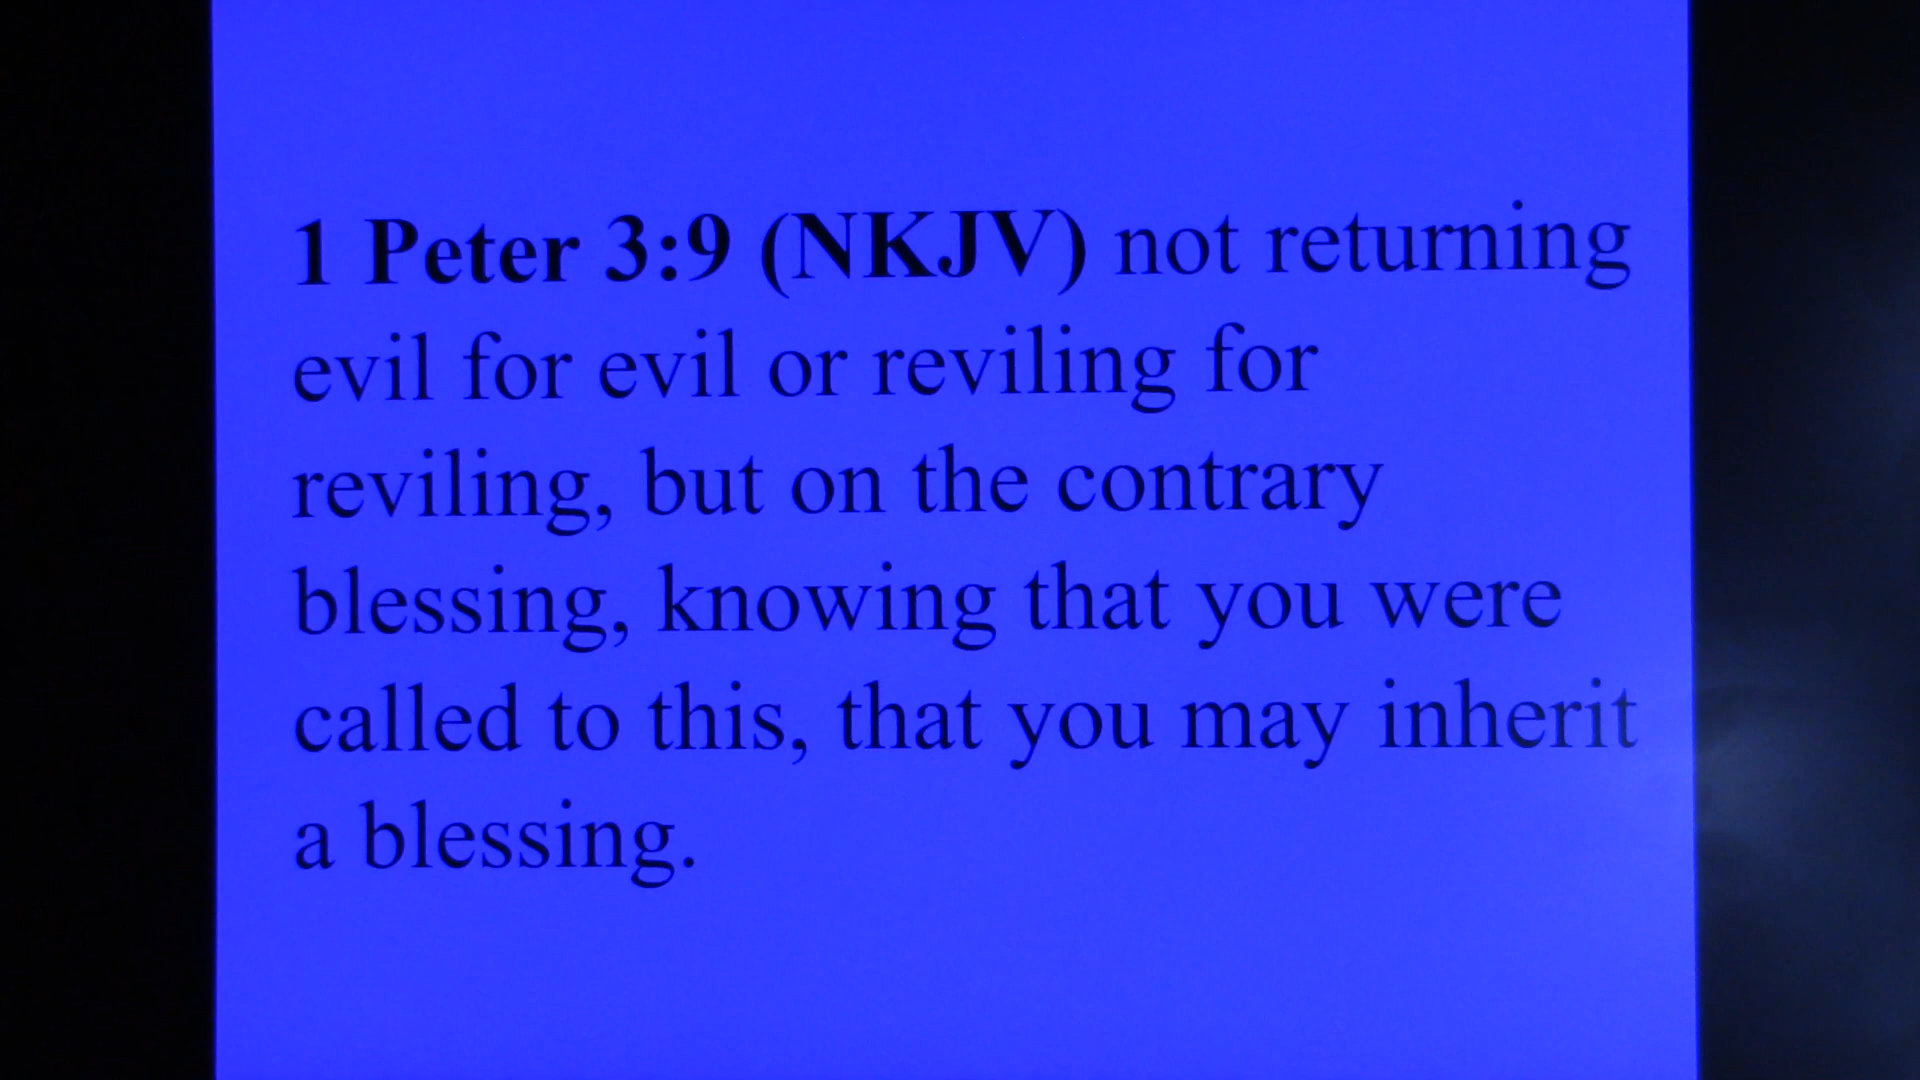 1 Peter 3:9 (NKJV) not returning
evil for evil or reviling for
reviling, but on the contrary
blessing, knowing that you were
called to this, that you may inherit
a blessing.